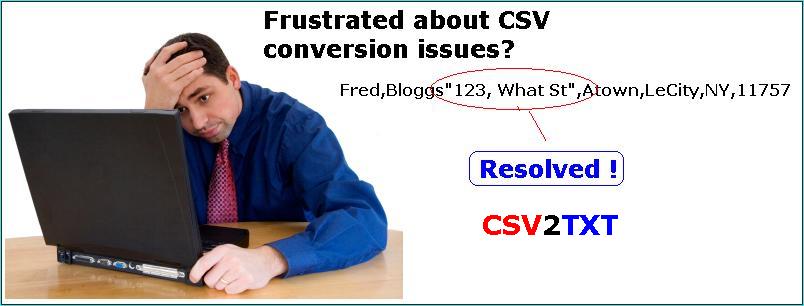 Frustrated about CSV
conversion issues?
Fred,Bloggs"123, What St",Atown,LeCity,NY,11757
Resolved !
CSV2TXT